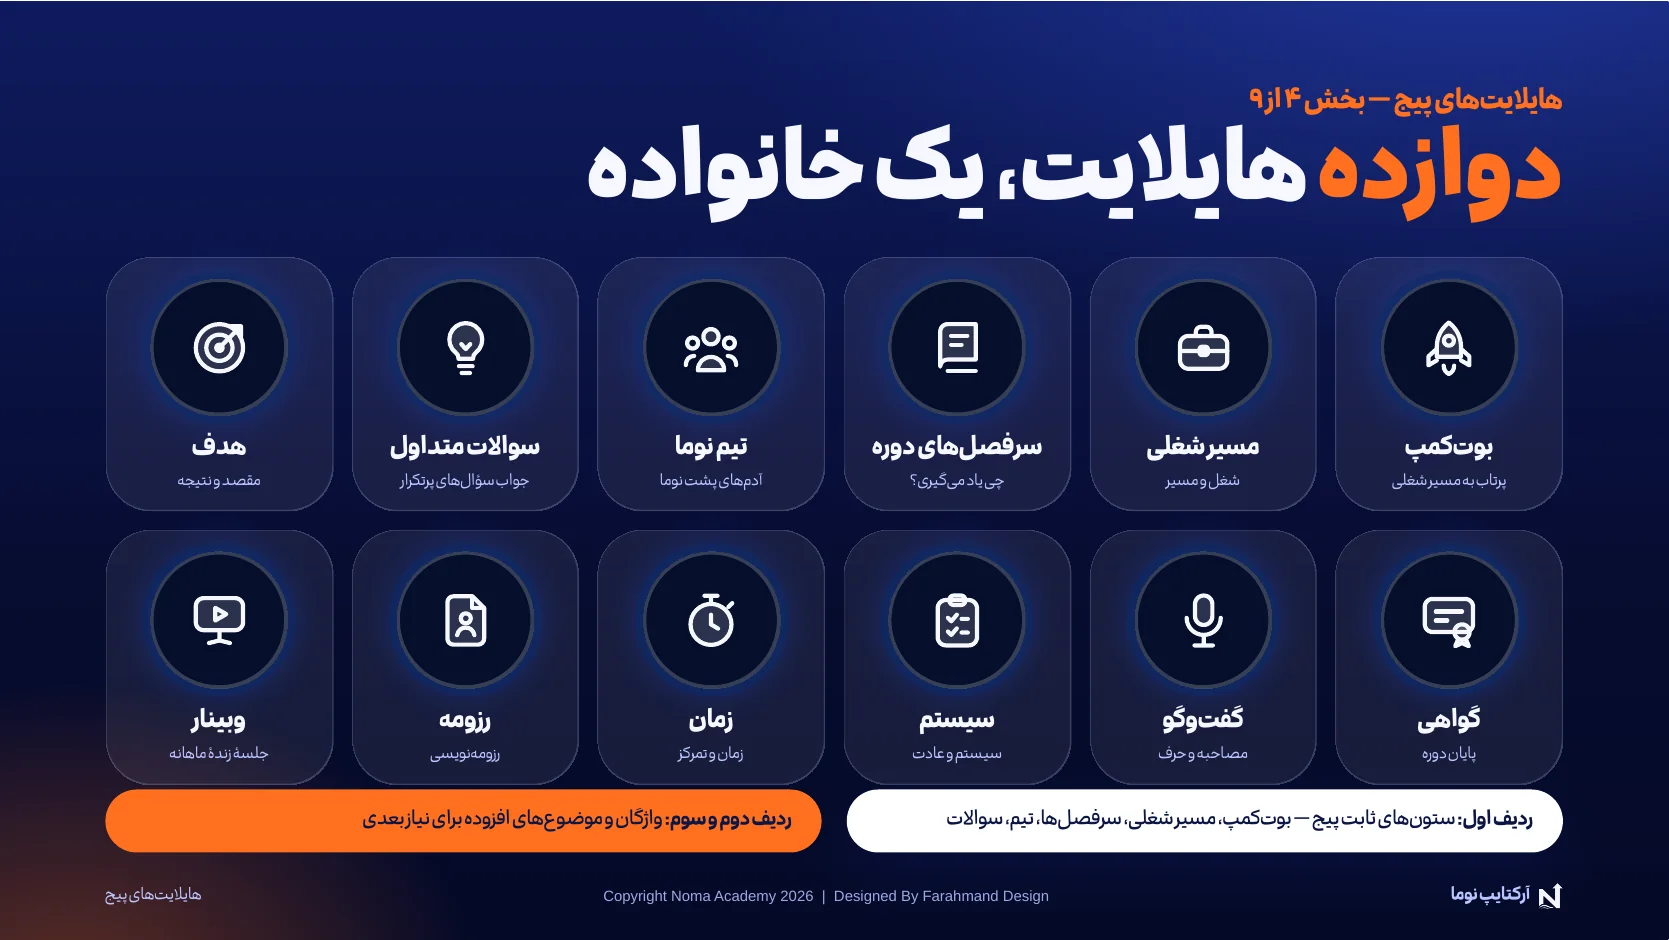 هایلایت‌های پیج — بخش ۴ از ۹
دوازده هایلایت، یک خانواده
بوت‌کمپ
پرتاب به مسیر شغلی
مسیر شغلی
شغل و مسیر
سرفصل‌های دوره
چی یاد می‌گیری؟
تیم نوما
آدم‌های پشت نوما
سوالات متداول
جواب سؤال‌های پرتکرار
هدف
مقصد و نتیجه
گواهی
پایان دوره
گفت‌وگو
مصاحبه و حرف
سیستم
سیستم و عادت
زمان
زمان و تمرکز
رزومه
رزومه‌نویسی
وبینار
جلسهٔ زندهٔ ماهانه
ردیف اول: ستون‌های ثابت پیج — بوت‌کمپ، مسیر شغلی، سرفصل‌ها، تیم، سوالات
ردیف دوم و سوم: واژگان و موضوع‌های افزوده برای نیاز بعدی
آرکتایپ نوما
Copyright Noma Academy 2026 | Designed By Farahmand Design
هایلایت‌های پیج